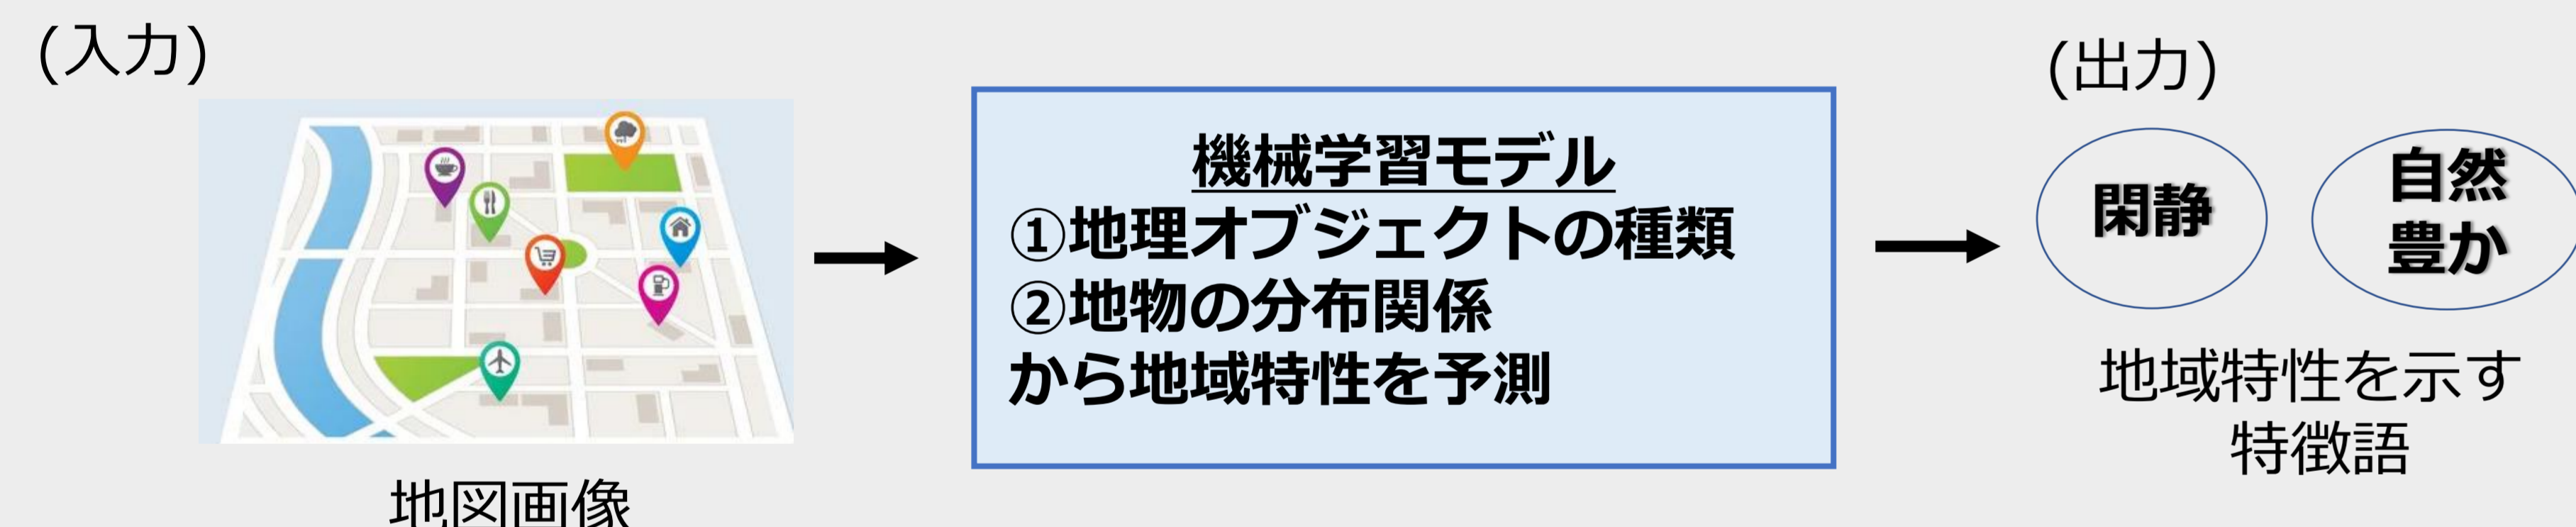 (入力)
地図画像
機械学習モデル
①地理オブジェクトの種類
②地物の分布関係
から地域特性を予測
(出力)
閑静
自然
豊か
地域特性を示す
特徴語